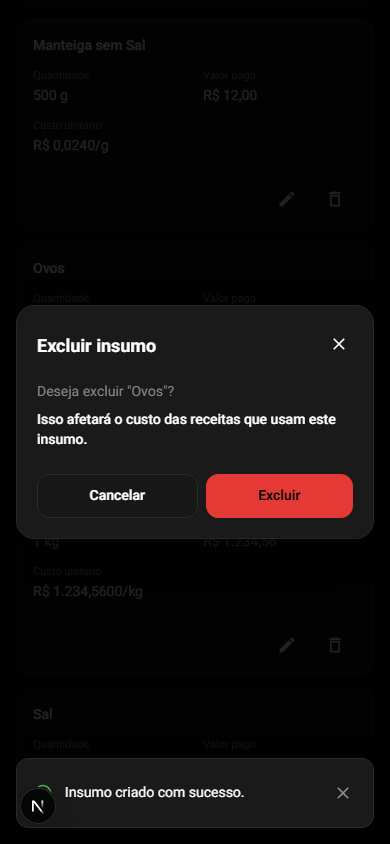 Manteiga sem Sal
Quantidade Valor pago
500 g R$ 12,00
Custo unitário
R$ 0,0240/g
Ovos
Quantidade Valor pago
Excluir insumo
Deseja excluir "Ovos"?
Isso afetará o custo das receitas que usam este
insumo.
Cancelar Excluir
1 kg R$ 1.234,56
Custo unitário
R$ 1.234,5600/kg
Sal
Quantidade Valor pago
Insumo criado com sucesso.
N